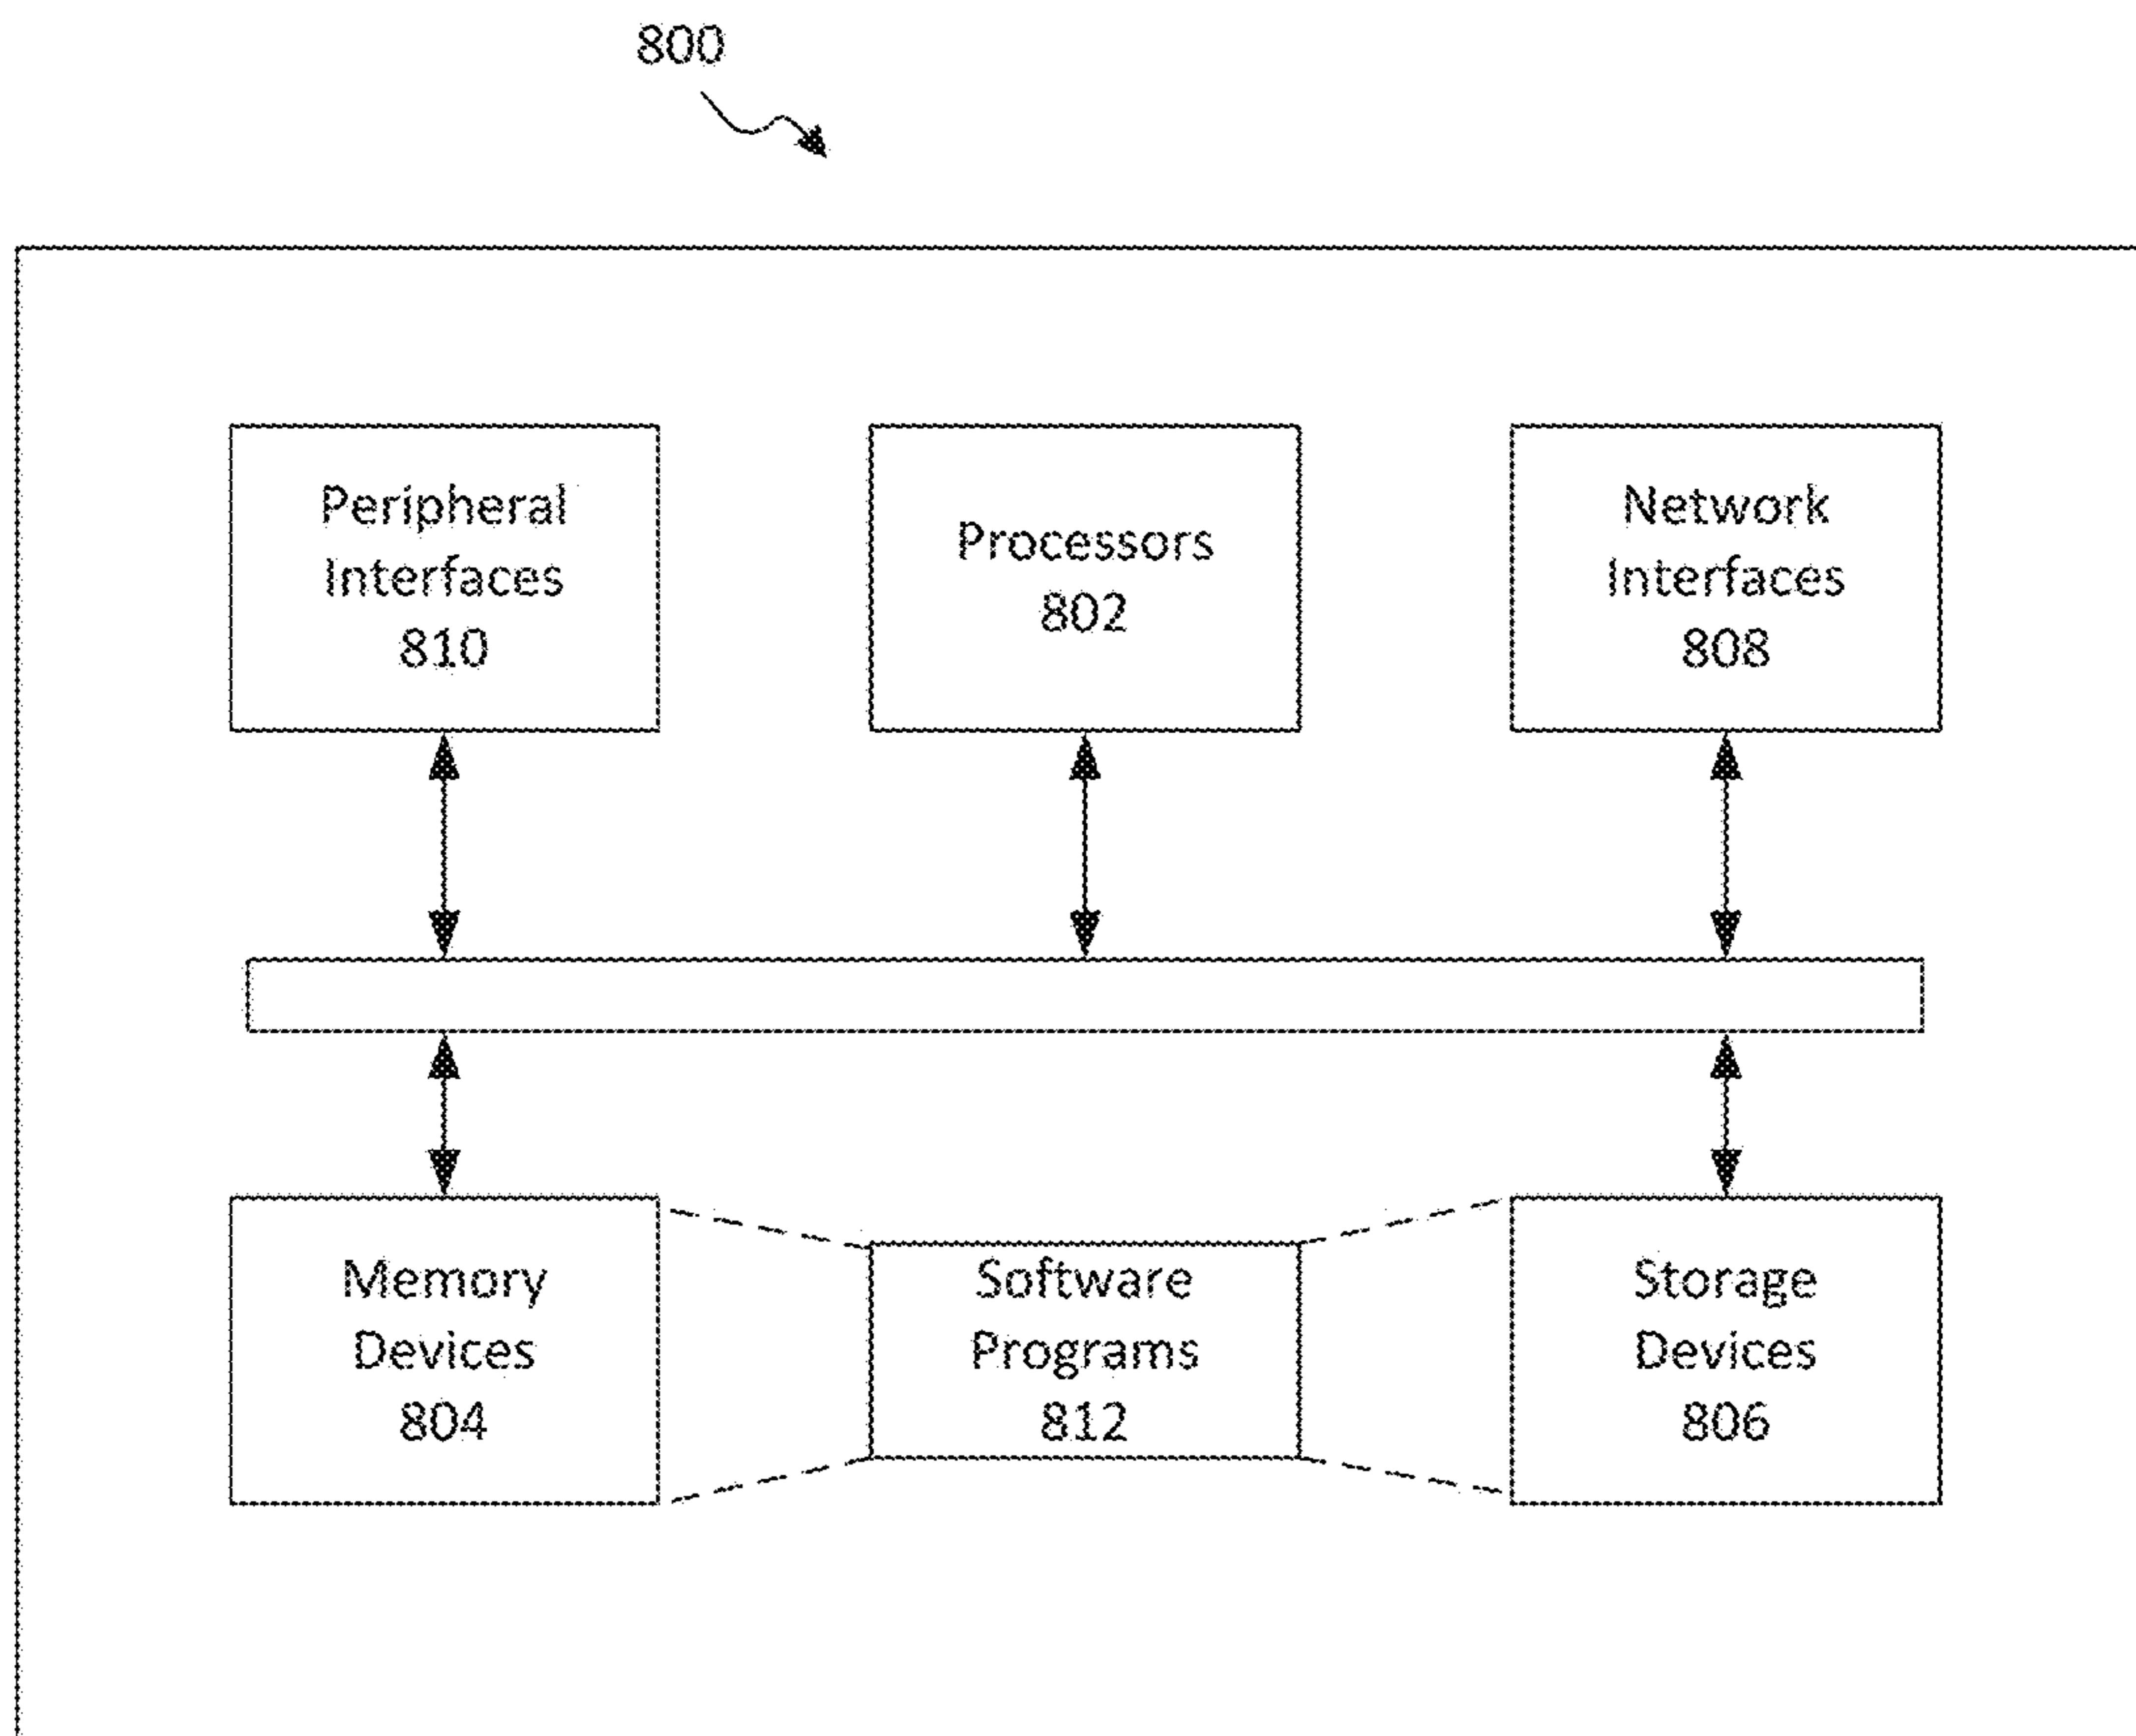 800
Peripheral
Interfaces
810
Processors
802
Network
Interfaces
808
Memory
Devices
804
Software
Programs
812
Storage
Devices
806